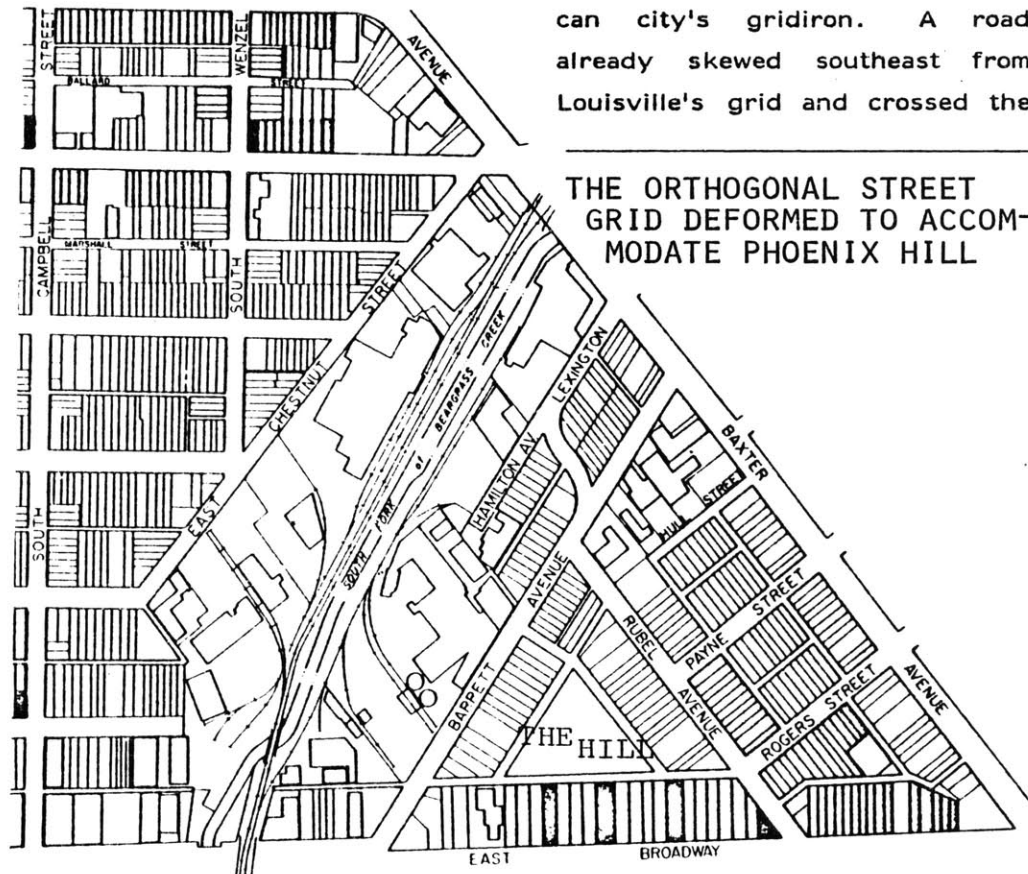 can city's gridiron. A road
already skewed southeast from
Louisville's grid and crossed the
THE ORTHOGONAL STREET
GRID DEFORMED TO ACCOM-
MODATE PHOENIX HILL
STREET
WENZEL
AVENUE
BALLARD STREET
CAMPBELL
MARSHALL STREET
SOUTH
STREET
CHESTNUT
EAST
SOUTH
SOUTH FORK of BEARGRASS CREEK
LEXINGTON
HAMILTON AV.
BAXTER
HULL STREET
AVENUE
BARRETT
RUBEL
AVENUE
PAYNE STREET
ROGERS STREET
AVENUE
THE HILL
EAST BROADWAY